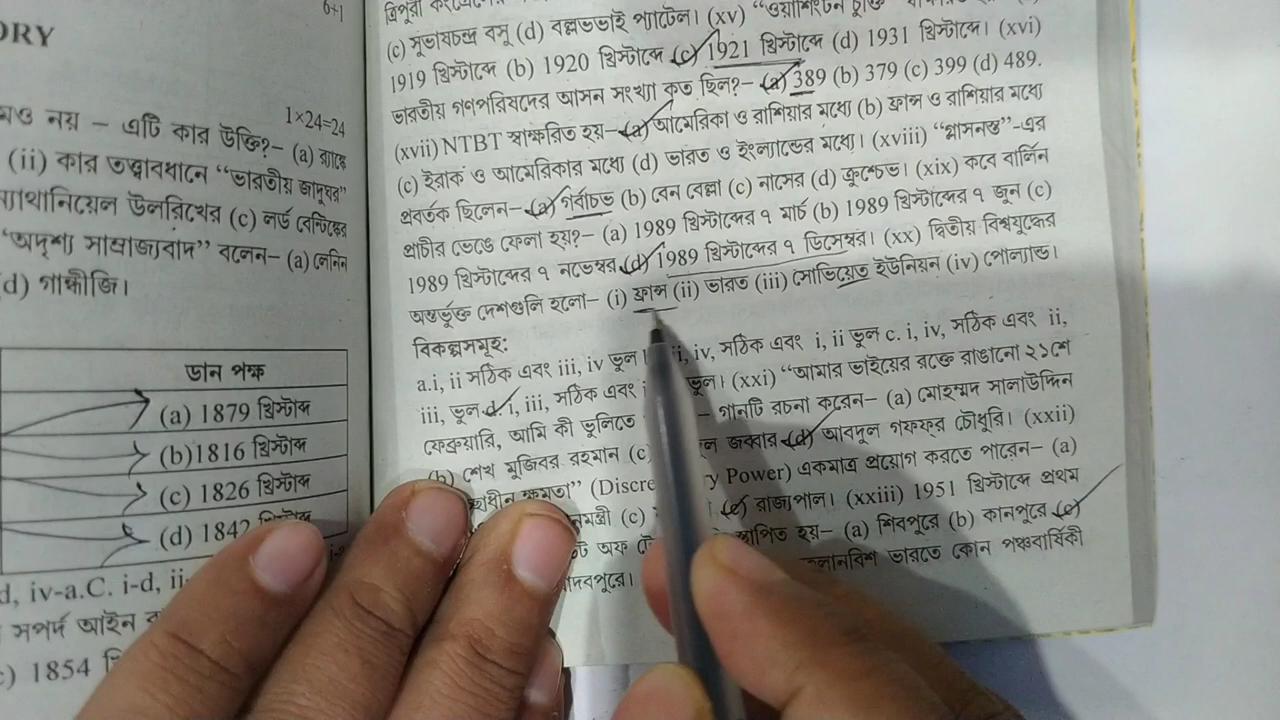 ORY
1×24=24
মও নয় – এটি কার উক্তি?– (a) র‍্যাঙ্কে
(ii) কার তত্ত্বাবধানে “ভারতীয় জাদুঘর”
ন্যাথানিয়েল উলরিখের (c) লর্ড বেন্টিঙ্কের
“অদৃশ্য সাম্রাজ্যবাদ” বলেন– (a) লেনিন
(d) গান্ধীজি।
ডান পক্ষ
(a) 1879 খ্রিস্টাব্দ
(b)1816 খ্রিস্টাব্দ
(c) 1826 খ্রিস্টাব্দ
(d) 1842 খ্রিস্টাব্দ
d, iv-a.C. i-d, ii-
সম্পর্দ আইন
1854
ত্রিপুরী
(c) সুভাষচন্দ্র বসু (d) বল্লভভাই প্যাটেল। (xv) “ওয়াশিংটন চুক্তি”
1919 খ্রিস্টাব্দে (b) 1920 খ্রিস্টাব্দে (c) 1921 খ্রিস্টাব্দে (d) 1931 খ্রিস্টাব্দে। (xvi)
ভারতীয় গণপরিষদের আসন সংখ্যা কত ছিল?– (a) 389 (b) 379 (c) 399 (d) 489.
(xvii) NTBT স্বাক্ষরিত হয়– (a) আমেরিকা ও রাশিয়ার মধ্যে (b) ফ্রান্স ও রাশিয়ার মধ্যে
(c) ইরাক ও আমেরিকার মধ্যে (d) ভারত ও ইংল্যান্ডের মধ্যে। (xviii) “গ্লাসনস্ত”-এর
প্রবর্তক ছিলেন– (a) গর্বাচভ (b) বেন বেল্লা (c) নাসের (d) ক্রুশ্চেভ। (xix) কবে বার্লিন
প্রাচীর ভেঙে ফেলা হয়?– (a) 1989 খ্রিস্টাব্দের ৭ মার্চ (b) 1989 খ্রিস্টাব্দের ৭ জুন (c)
1989 খ্রিস্টাব্দের ৭ নভেম্বর (d) 1989 খ্রিস্টাব্দের ৭ ডিসেম্বর। (xx) দ্বিতীয় বিশ্বযুদ্ধের
অন্তর্ভুক্ত দেশগুলি হলো– (i) ফ্রান্স (ii) ভারত (iii) সোভিয়েত ইউনিয়ন (iv) পোল্যান্ড।
বিকল্পসমূহ:
a.i, ii সঠিক এবং iii, iv ভুল। iv, সঠিক এবং i, ii ভুল c. i, iv, সঠিক এবং ii,
iii, ভুল d. i, iii, সঠিক এবং ভুল। (xxi) “আমার ভাইয়ের রক্তে রাঙানো ২১শে
ফেব্রুয়ারি, আমি কী ভুলিতে – গানটি রচনা করেন– (a) মোহম্মদ সালাউদ্দিন
(b) শেখ মুজিবর রহমান (c) জব্বার (d) আবদুল গফফ্‌র চৌধুরি। (xxii)
ক্ষমতা” (Discre y Power) একমাত্র প্রয়োগ করতে পারেন– (a)
(c) রাজ্যপাল। (xxiii) 1951 খ্রিস্টাব্দে প্রথম
অফ স্থাপিত হয়– (a) শিবপুরে (b) কানপুরে (c)
যাদবপুরে। ভারতে কোন পঞ্চবার্ষিকী